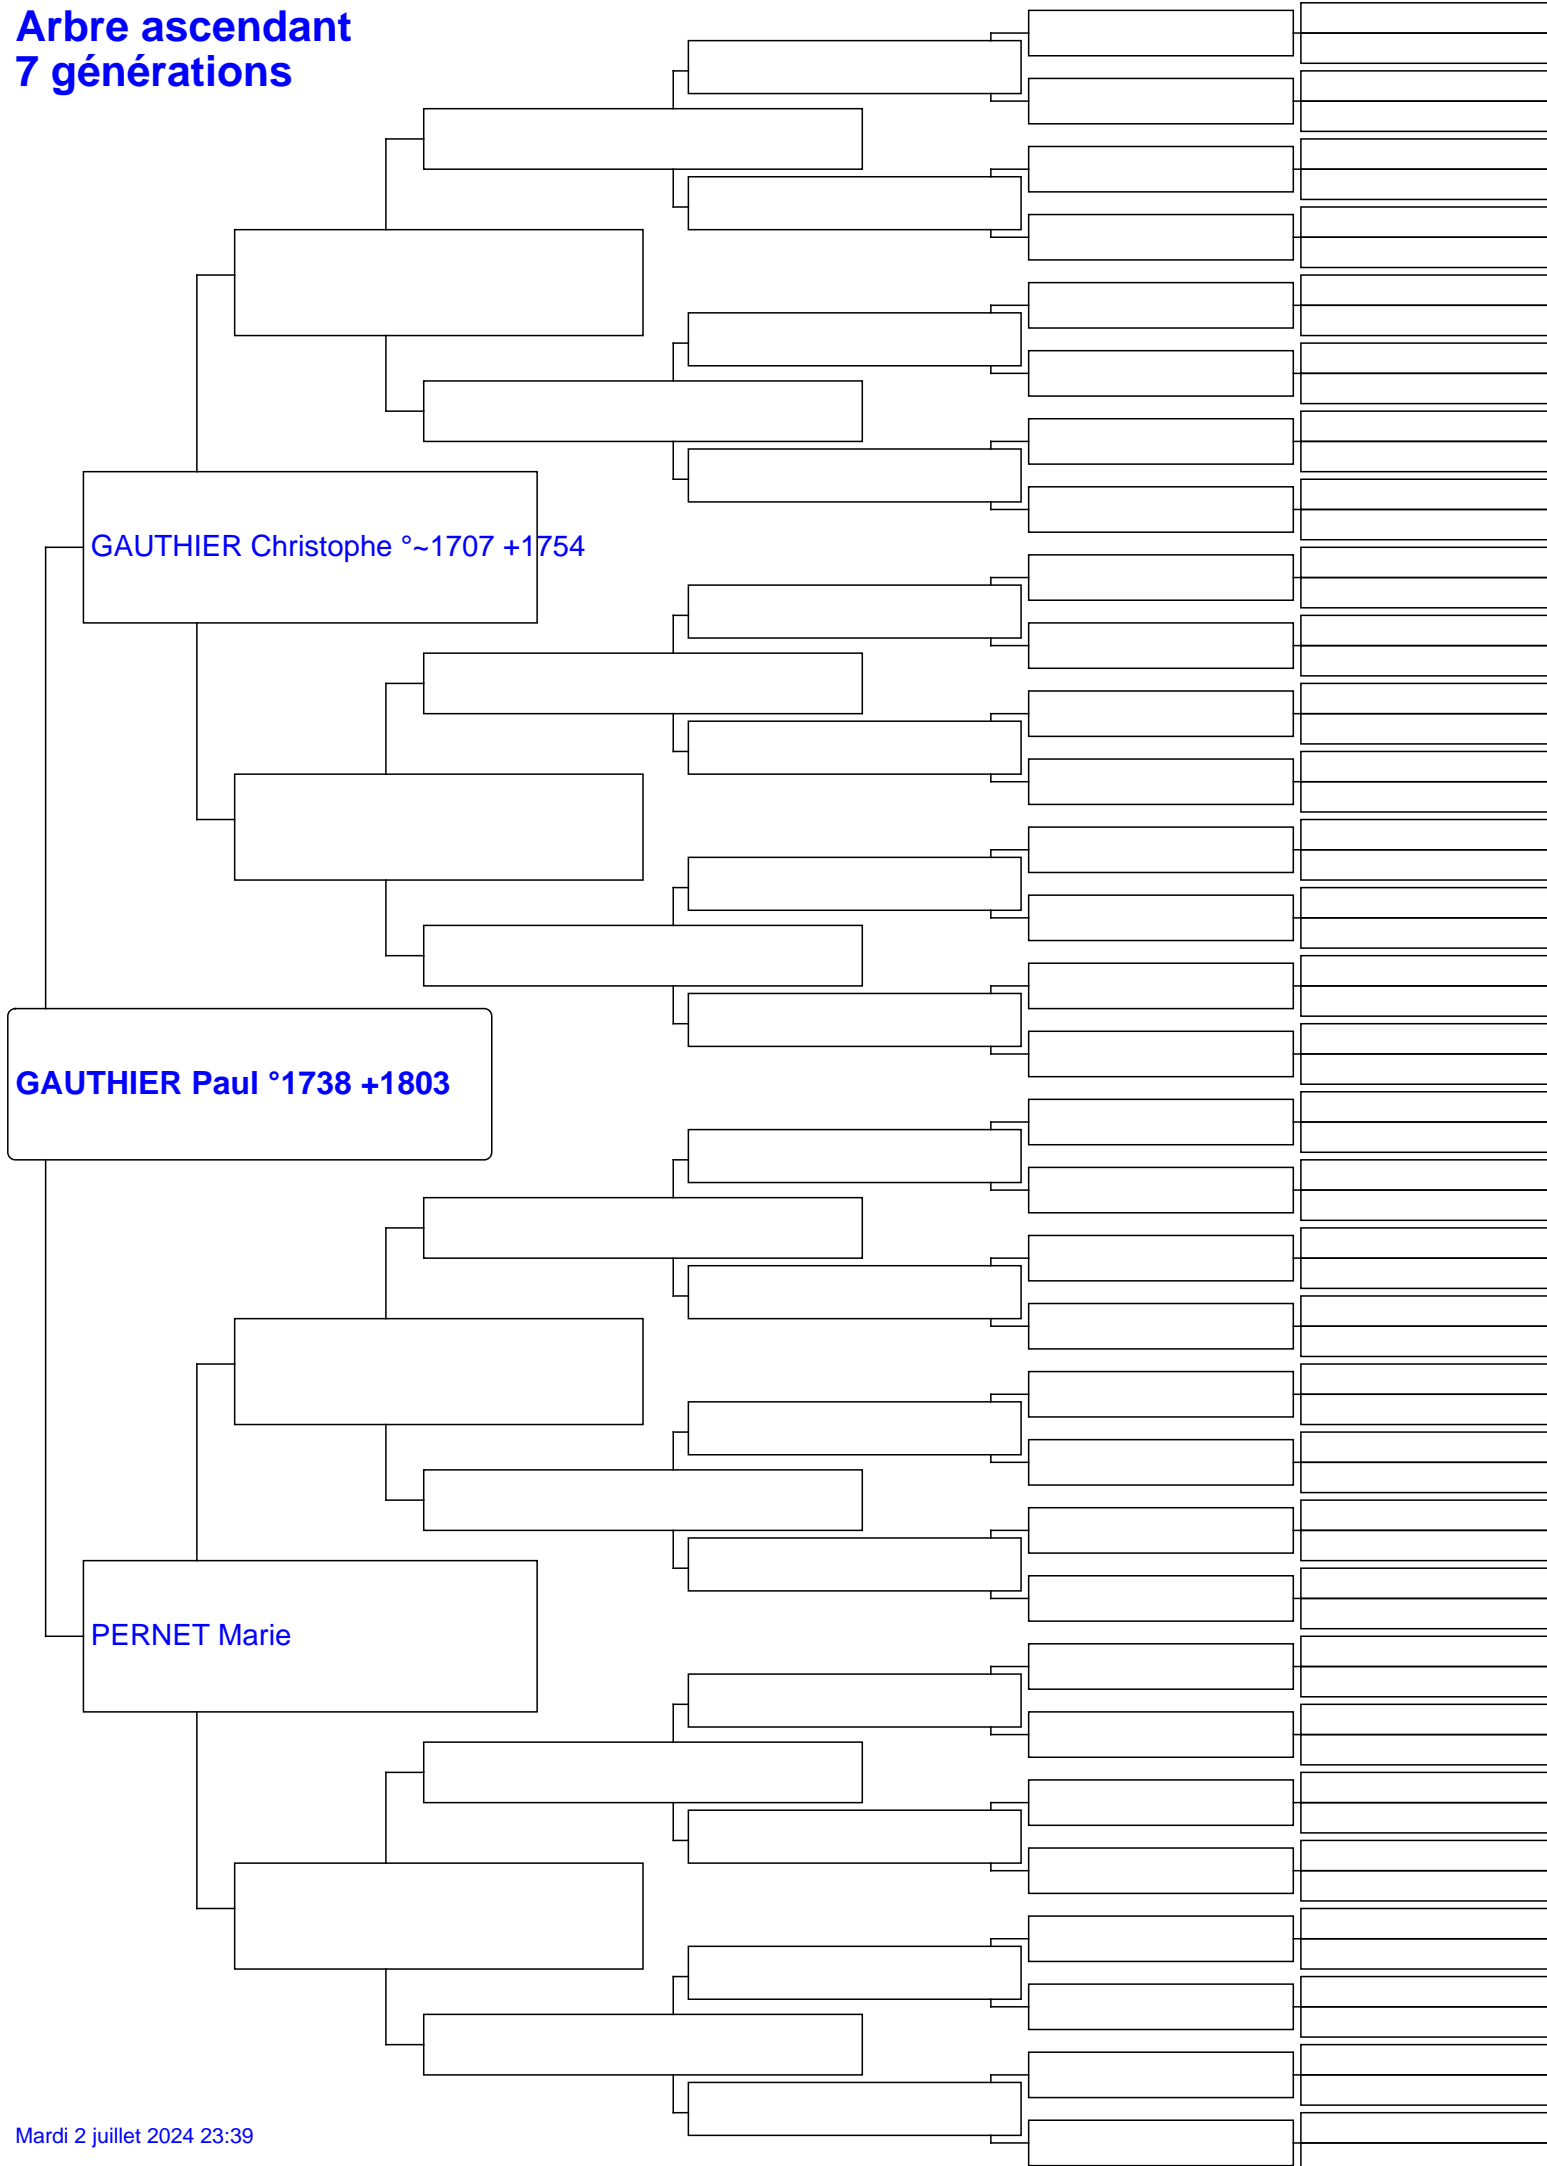 Arbre ascendant
7 générations
GAUTHIER Christophe °~1707 +1754
GAUTHIER Paul °1738 +1803
PERNET Marie
Mardi 2 juillet 2024 23:39